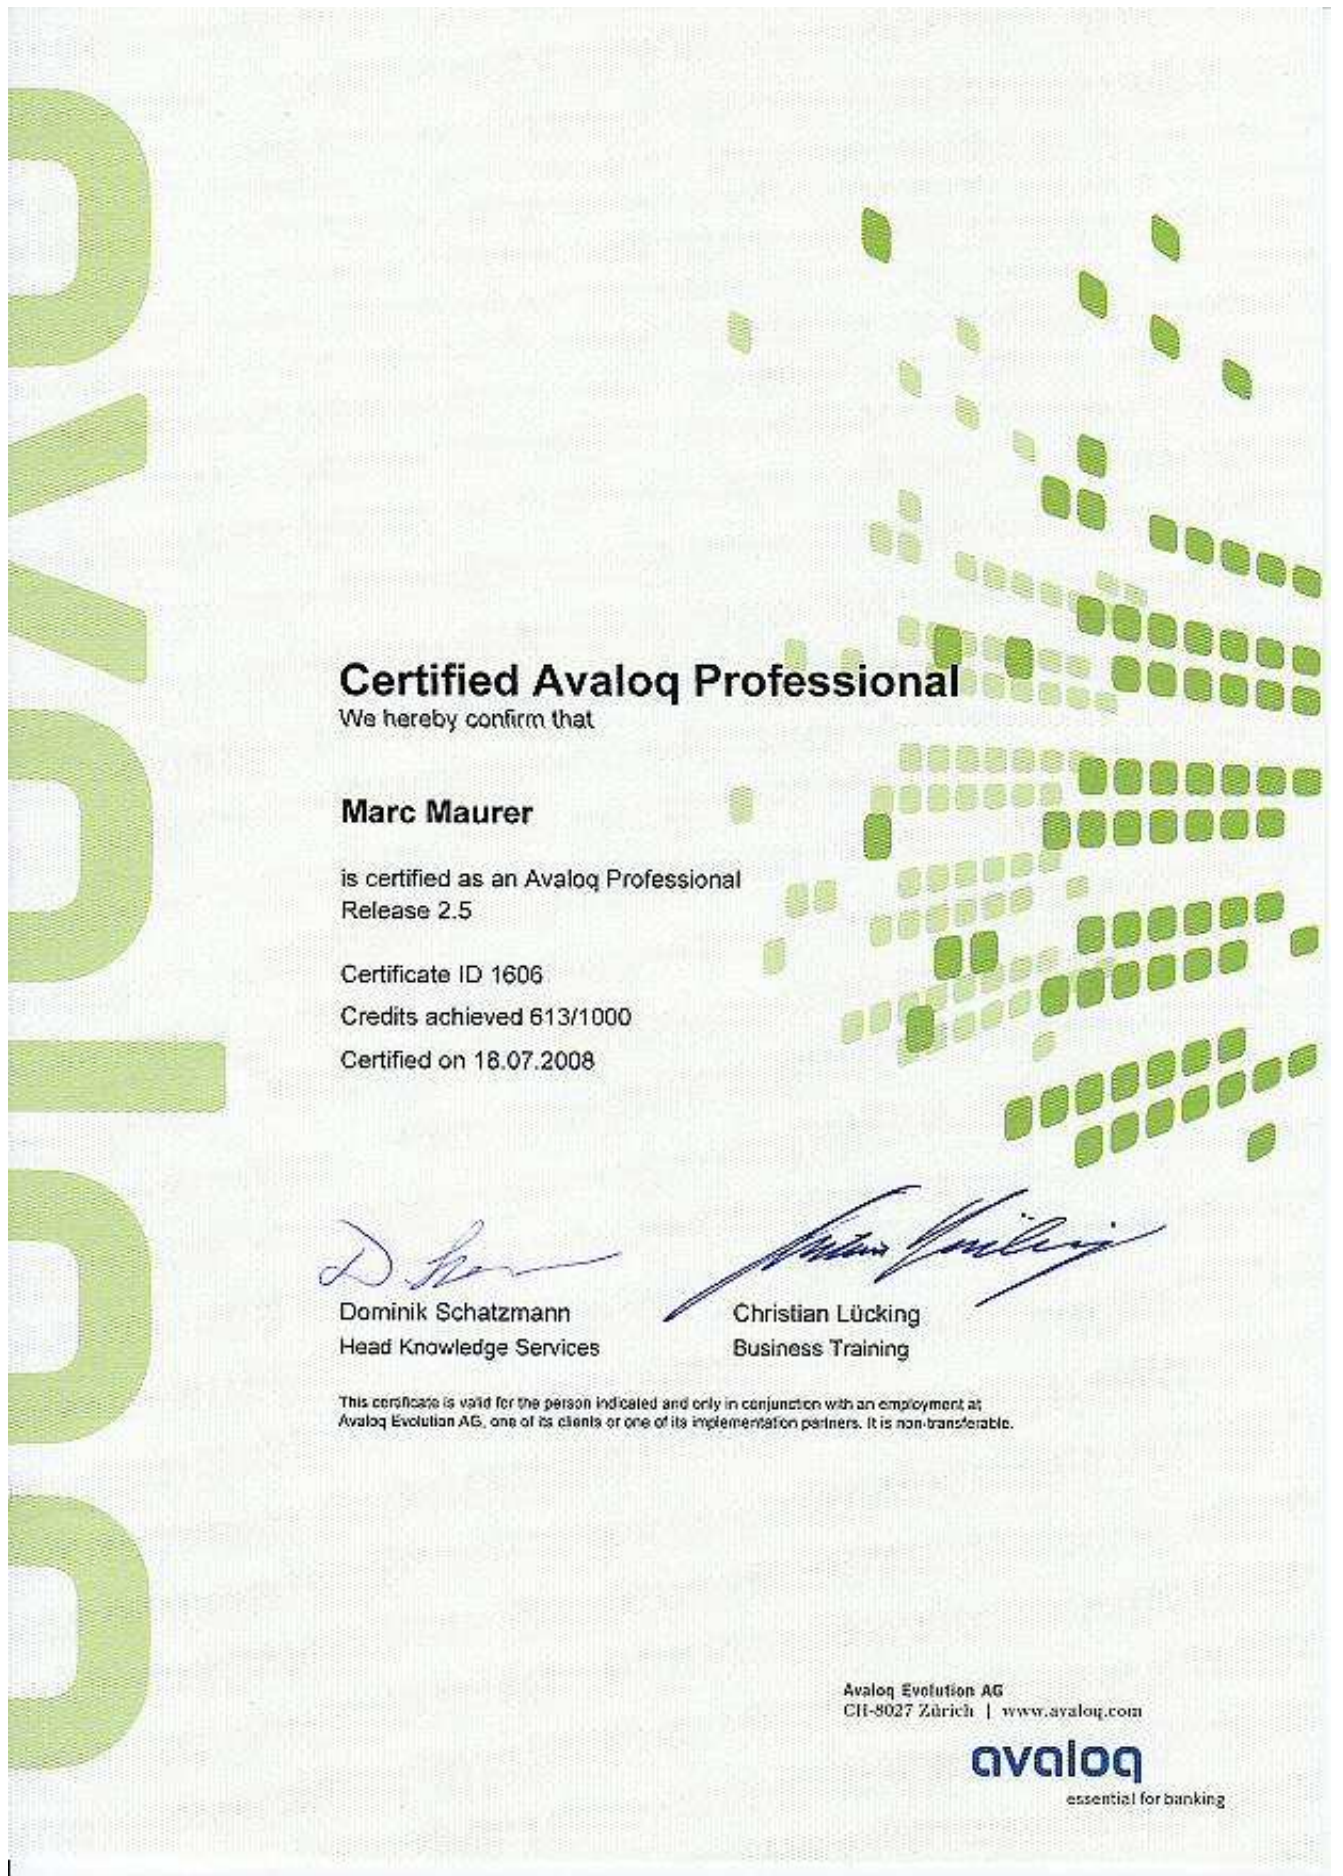 Certified Avaloq Professional
We hereby confirm that
Marc Maurer
is certified as an Avaloq Professional
Release 2.5
Certificate ID 1606
Credits achieved 613/1000
Certified on 18.07.2008
Dominik Schatzmann
Head Knowledge Services
Christian Lücking
Business Training
This certificate is valid for the person indicated and only in conjunction with an employment at
Avaloq Evolution AG, one of its clients or one of its implementation partners. It is non-transferable.
Avaloq Evolution AG
CH-8027 Zürich | www.avaloq.com
avaloq
essential for banking